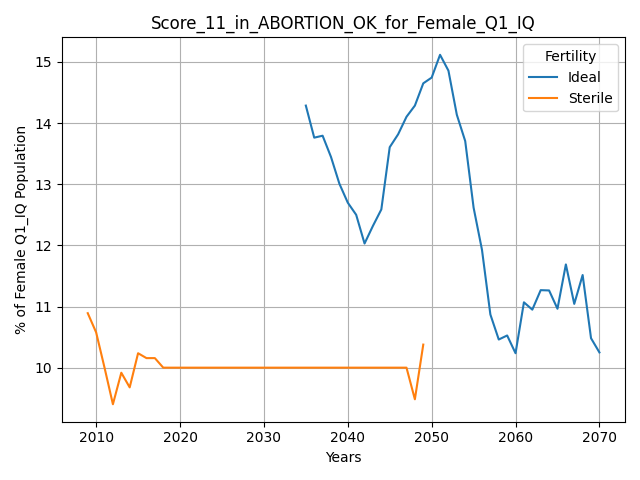 Score_11_in_ABORTION_OK_for_Female_Q1_IQ
Fertility
Ideal
Sterile
% of Female Q1_IQ Population
15
14
13
12
11
10
2010 2020 2030 2040 2050 2060 2070
Years